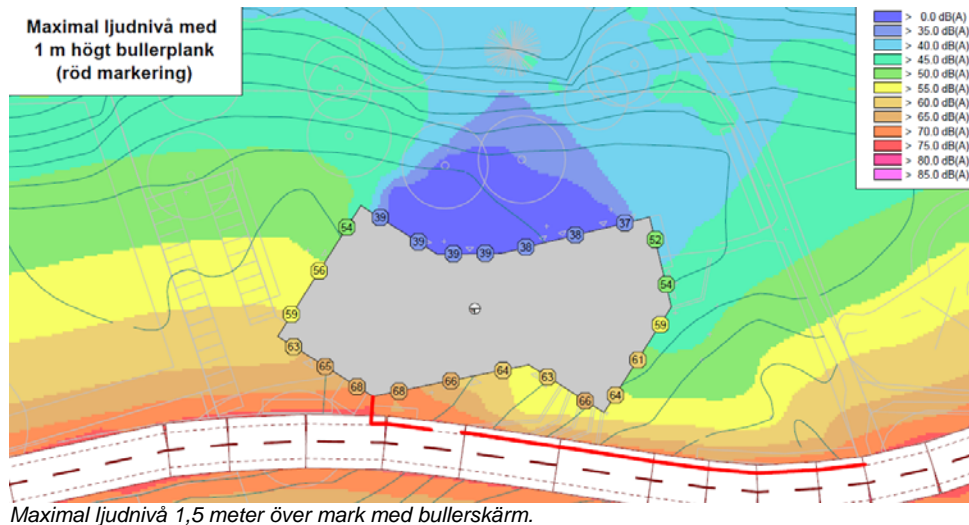 Maximal ljudnivå med
1 m högt bullerplank
(röd markering)
> 0.0 dB(A)
> 35.0 dB(A)
> 40.0 dB(A)
> 45.0 dB(A)
> 50.0 dB(A)
> 55.0 dB(A)
> 60.0 dB(A)
> 65.0 dB(A)
> 70.0 dB(A)
> 75.0 dB(A)
> 80.0 dB(A)
> 85.0 dB(A)
39
37
54
39
38
38
52
39
39
56
54
59
59
63
61
65
64
63
68
68
66
66
64
Maximal ljudnivå 1,5 meter över mark med bullerskärm.